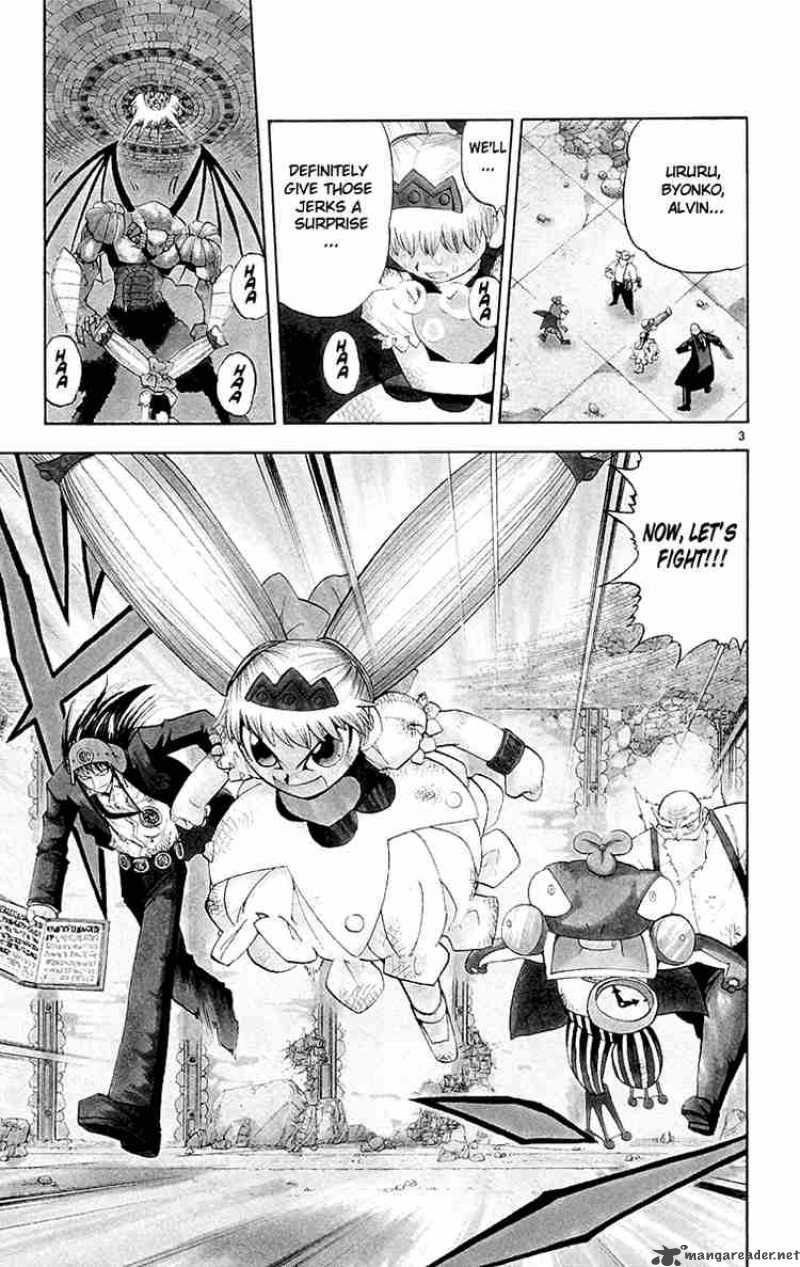 URURU,
BYONKO,
ALVIN...
WE'LL
...
DEFINITELY
GIVE THOSE
JERKS A
SURPRISE
...
HAA
HAA
HAA
HAA
HAA
HAA
3
NOW, LET'S
FIGHT!!!
mangareader.net